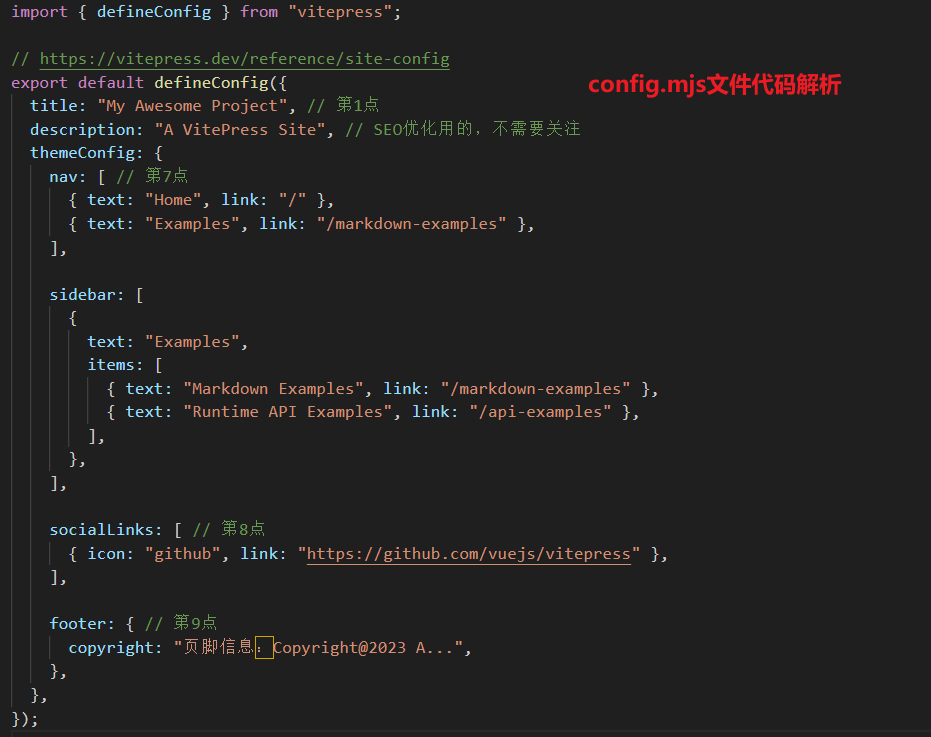 import { defineConfig } from "vitepress";
// https://vitepress.dev/reference/site-config
export default defineConfig({
config.mjs文件代码解析
title: "My Awesome Project", // 第1点
description: "A VitePress Site", // SEO优化用的，不需要关注
themeConfig: {
nav: [ // 第7点
{ text: "Home", link: "/" },
{ text: "Examples", link: "/markdown-examples" },
],
sidebar: [
{
text: "Examples",
items: [
{ text: "Markdown Examples", link: "/markdown-examples" },
{ text: "Runtime API Examples", link: "/api-examples" },
],
},
],
socialLinks: [ // 第8点
{ icon: "github", link: "https://github.com/vuejs/vitepress" },
],
footer: { // 第9点
copyright: "页脚信息：Copyright@2023 A...",
},
},
});